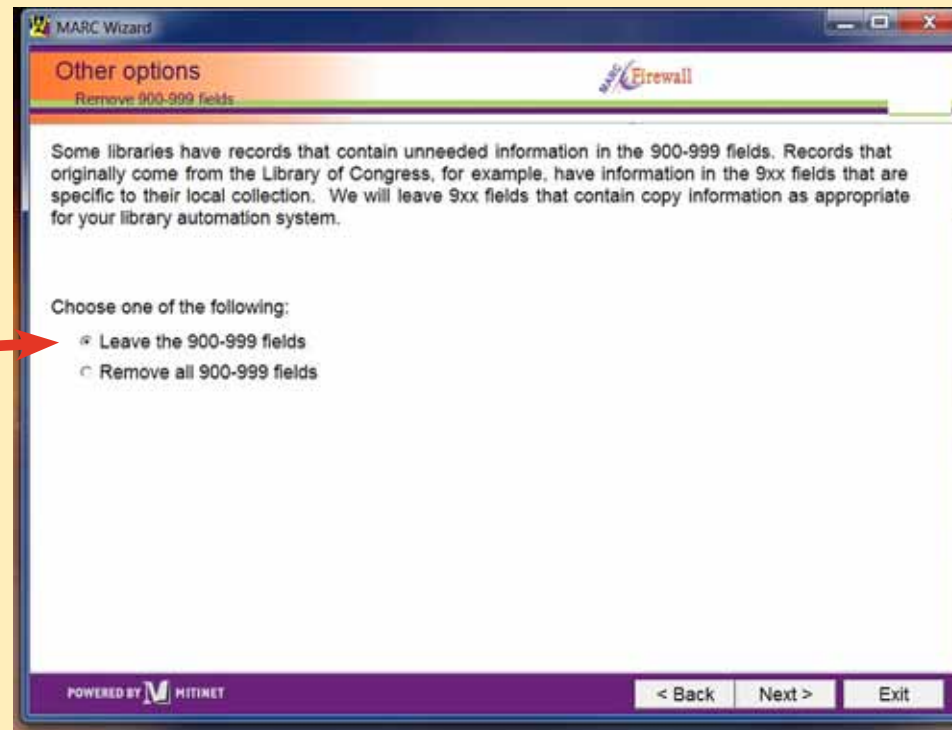 MARC Wizard
Other options
MARC Firewall
Remove 900-999 fields
Some libraries have records that contain unneeded information in the 900-999 fields. Records that
originally come from the Library of Congress, for example, have information in the 9xx fields that are
specific to their local collection. We will leave 9xx fields that contain copy information as appropriate
for your library automation system.
Choose one of the following:
Leave the 900-999 fields
Remove all 900-999 fields
POWERED BY M MITINET
< Back Next > Exit